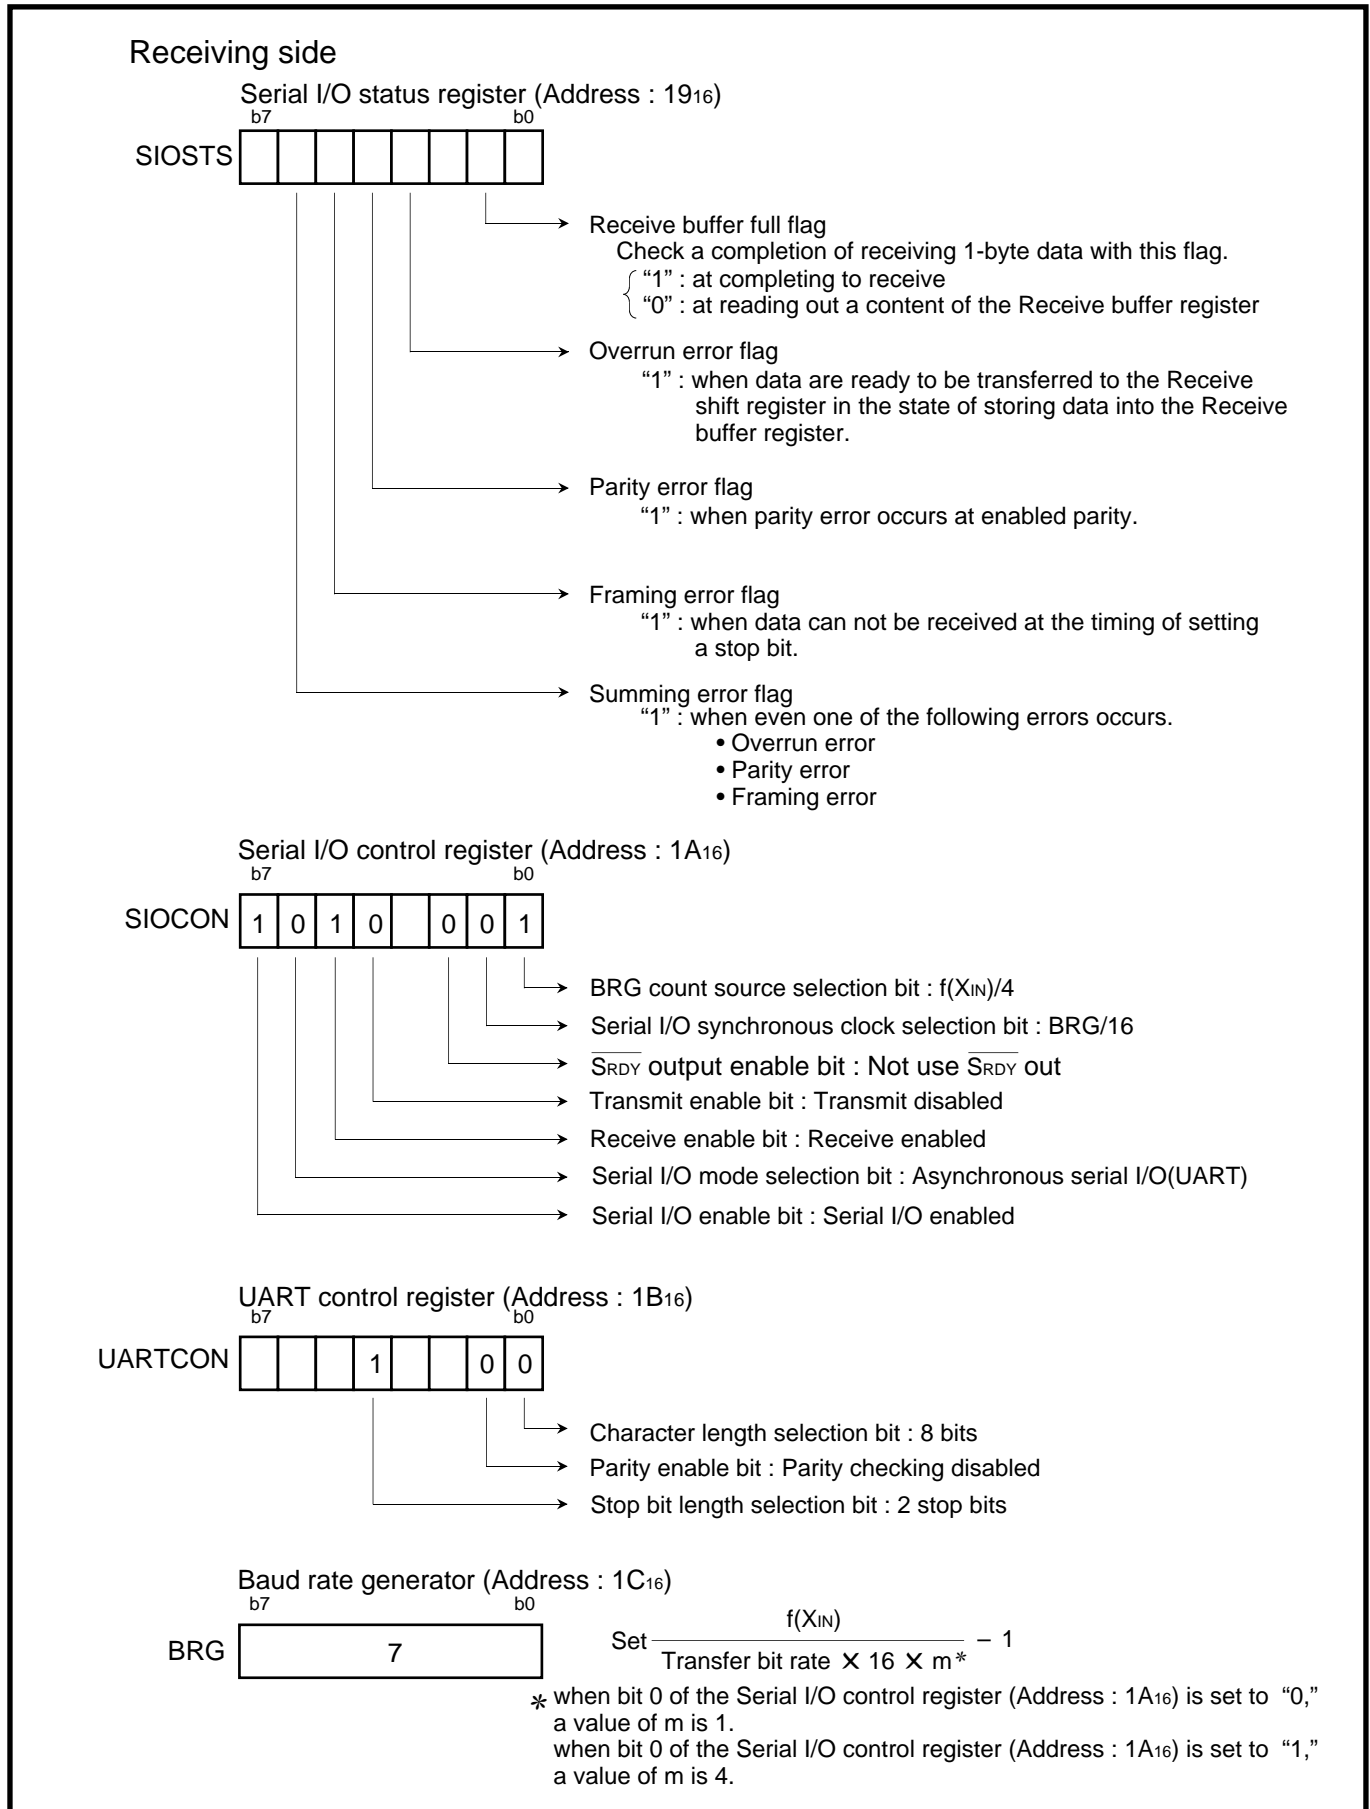 Receiving side
Serial I/O status register (Address : 1916)
b7 b0
SIOSTS
Receive buffer full flag
Check a completion of receiving 1-byte data with this flag.
“1” : at completing to receive
“0” : at reading out a content of the Receive buffer register
Overrun error flag
“1” : when data are ready to be transferred to the Receive
shift register in the state of storing data into the Receive
buffer register.
Parity error flag
“1” : when parity error occurs at enabled parity.
Framing error flag
“1” : when data can not be received at the timing of setting
a stop bit.
Summing error flag
“1” : when even one of the following errors occurs.
• Overrun error
• Parity error
• Framing error
Serial I/O control register (Address : 1A16)
b7 b0
SIOCON 1 0 1 0 0 0 1
BRG count source selection bit : f(XIN)/4
Serial I/O synchronous clock selection bit : BRG/16
SRDY output enable bit : Not use SRDY out
Transmit enable bit : Transmit disabled
Receive enable bit : Receive enabled
Serial I/O mode selection bit : Asynchronous serial I/O(UART)
Serial I/O enable bit : Serial I/O enabled
UART control register (Address : 1B16)
b7 b0
UARTCON 1 0 0
Character length selection bit : 8 bits
Parity enable bit : Parity checking disabled
Stop bit length selection bit : 2 stop bits
Baud rate generator (Address : 1C16)
b7 b0
BRG 7
f(XIN)
Set – 1
Transfer bit rate ✕ 16 ✕ m*
* when bit 0 of the Serial I/O control register (Address : 1A16) is set to “0,”
a value of m is 1.
when bit 0 of the Serial I/O control register (Address : 1A16) is set to “1,”
a value of m is 4.